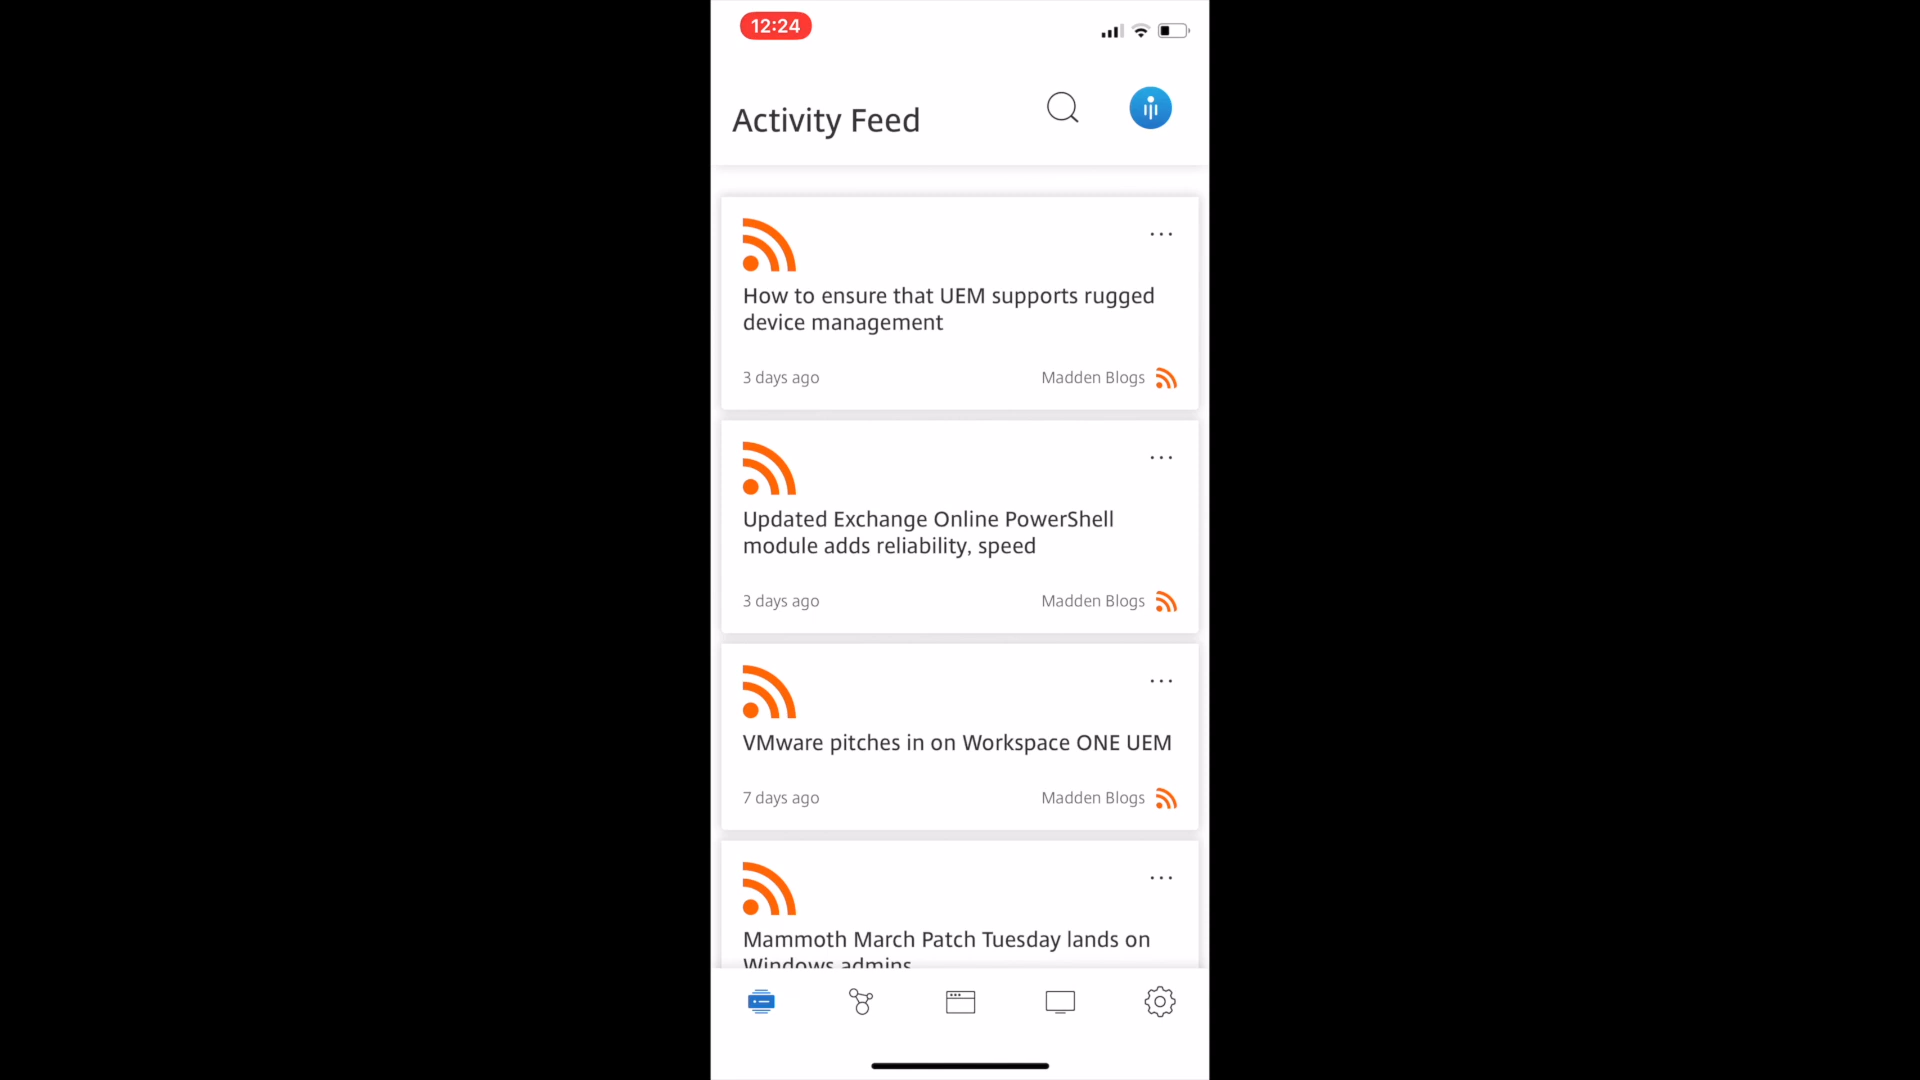 12:24
Activity Feed
...
How to ensure that UEM supports rugged
device management
3 days ago
Madden Blogs
...
Updated Exchange Online PowerShell
module adds reliability, speed
3 days ago
Madden Blogs
...
VMware pitches in on Workspace ONE UEM
7 days ago
Madden Blogs
...
Mammoth March Patch Tuesday lands on
Windows admins